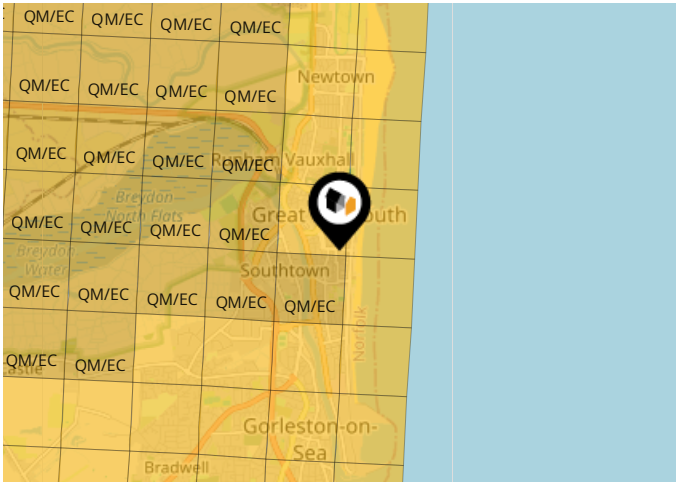 QM/EC QM/EC QM/EC QM/EC
Newtown
QM/EC QM/EC QM/EC QM/EC
QM/EC QM/EC QM/EC QM/EC
Runham Vauxhall
Breydon
North Flats
Great outh
QM/EC QM/EC QM/EC QM/EC
Breydon
Water
Southtown
QM/EC QM/EC QM/EC QM/EC QM/EC
Norfolk
QM/EC QM/EC
astle
Gorleston-on-
Sea
Bradwell